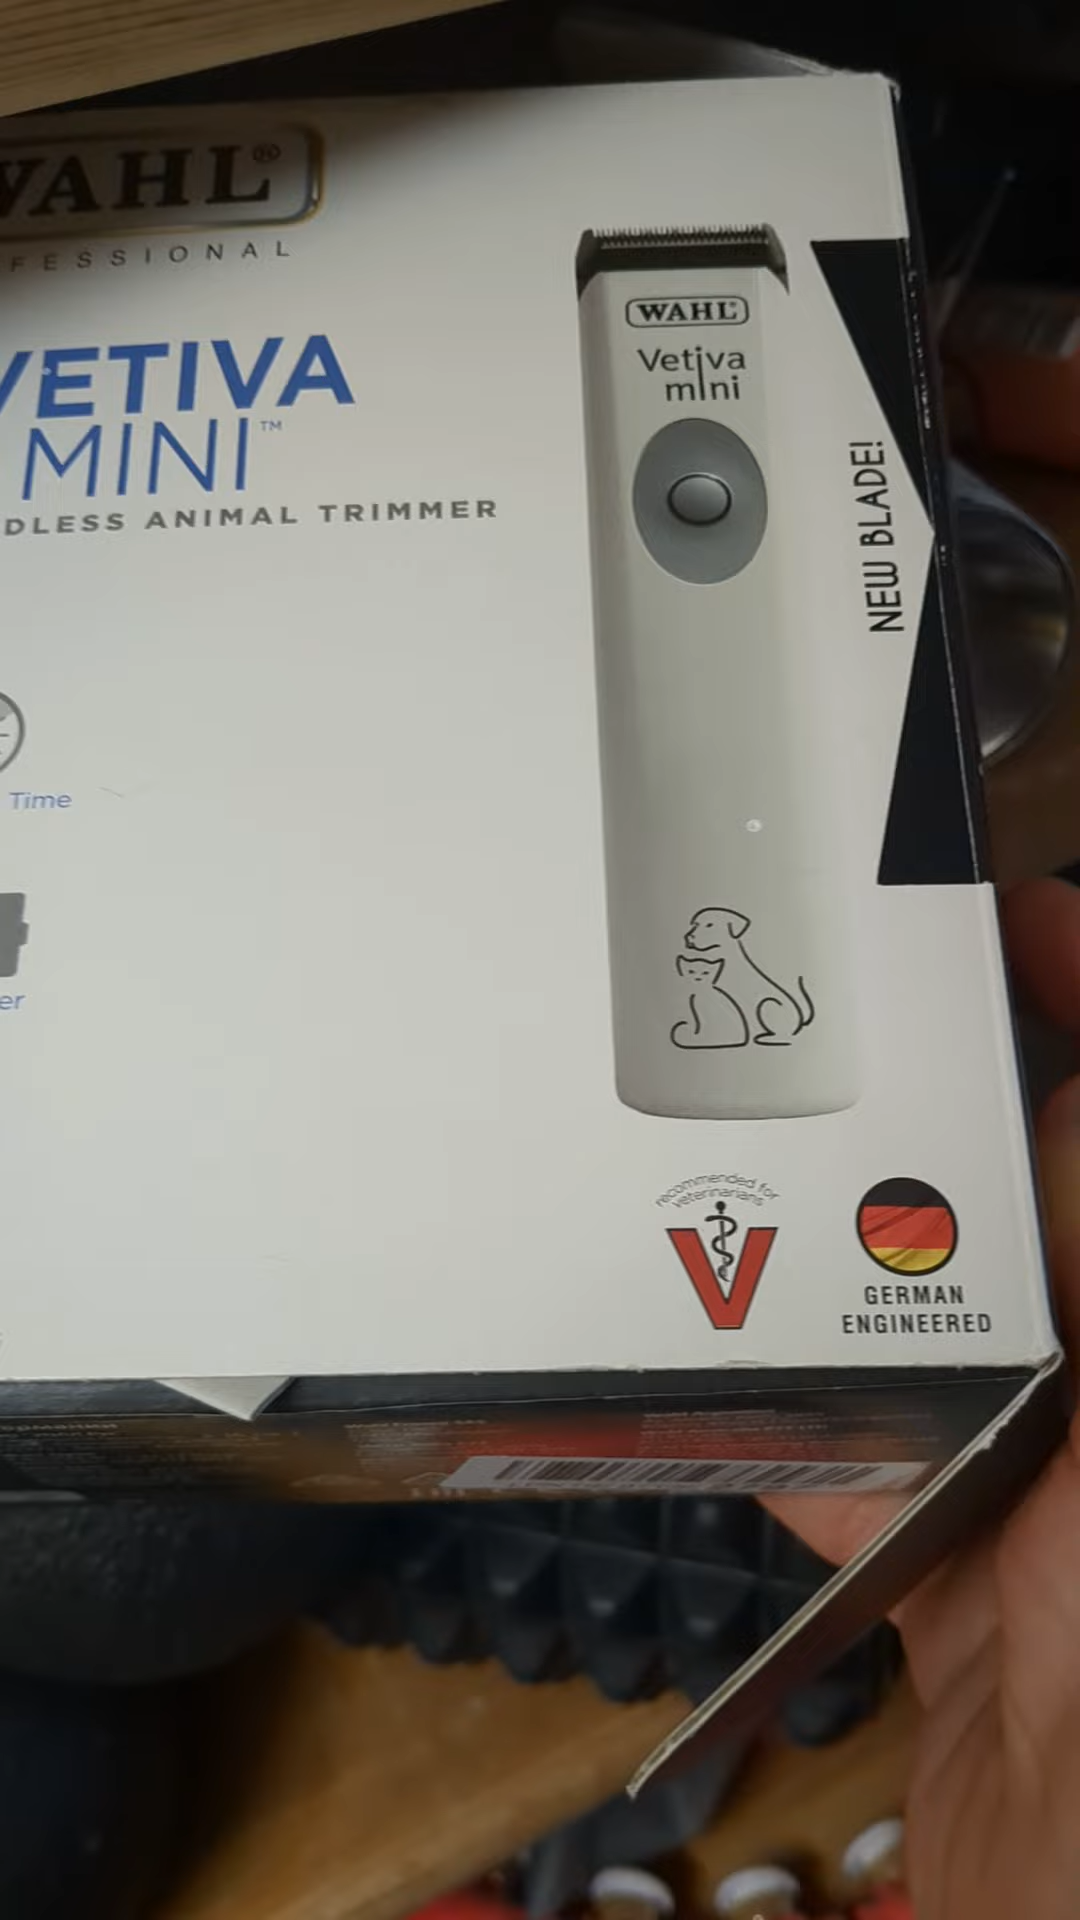 WAHL®
FESSIONAL
VETIVA
MINI™
DLESS ANIMAL TRIMMER
Time
er
WAHL®
Vetiva
mini
NEW BLADE!
recommended for
veterinarians
V
GERMAN
ENGINEERED